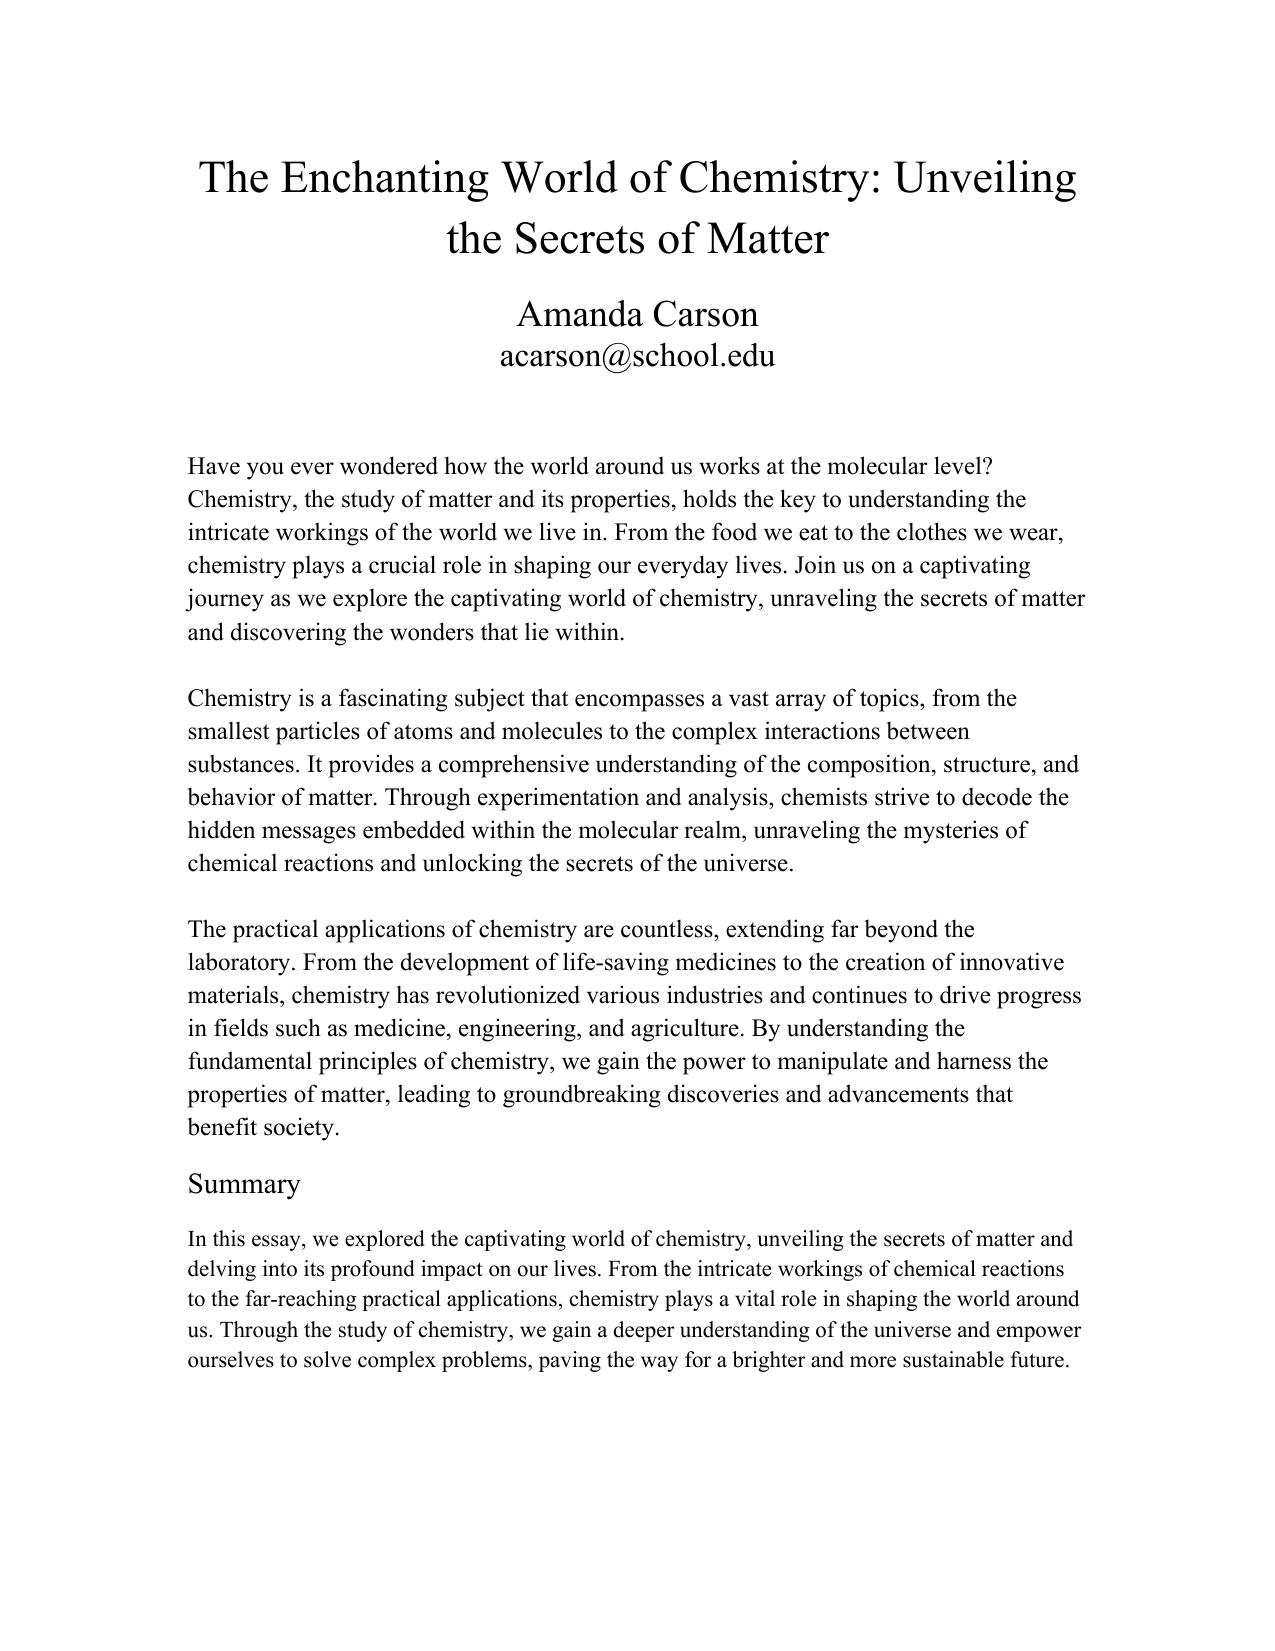 The Enchanting World of Chemistry: Unveiling
the Secrets of Matter
Amanda Carson
acarson@school.edu
Have you ever wondered how the world around us works at the molecular level?
Chemistry, the study of matter and its properties, holds the key to understanding the
intricate workings of the world we live in. From the food we eat to the clothes we wear,
chemistry plays a crucial role in shaping our everyday lives. Join us on a captivating
journey as we explore the captivating world of chemistry, unraveling the secrets of matter
and discovering the wonders that lie within.
Chemistry is a fascinating subject that encompasses a vast array of topics, from the
smallest particles of atoms and molecules to the complex interactions between
substances. It provides a comprehensive understanding of the composition, structure, and
behavior of matter. Through experimentation and analysis, chemists strive to decode the
hidden messages embedded within the molecular realm, unraveling the mysteries of
chemical reactions and unlocking the secrets of the universe.
The practical applications of chemistry are countless, extending far beyond the
laboratory. From the development of life-saving medicines to the creation of innovative
materials, chemistry has revolutionized various industries and continues to drive progress
in fields such as medicine, engineering, and agriculture. By understanding the
fundamental principles of chemistry, we gain the power to manipulate and harness the
properties of matter, leading to groundbreaking discoveries and advancements that
benefit society.
Summary
In this essay, we explored the captivating world of chemistry, unveiling the secrets of matter and
delving into its profound impact on our lives. From the intricate workings of chemical reactions
to the far-reaching practical applications, chemistry plays a vital role in shaping the world around
us. Through the study of chemistry, we gain a deeper understanding of the universe and empower
ourselves to solve complex problems, paving the way for a brighter and more sustainable future.